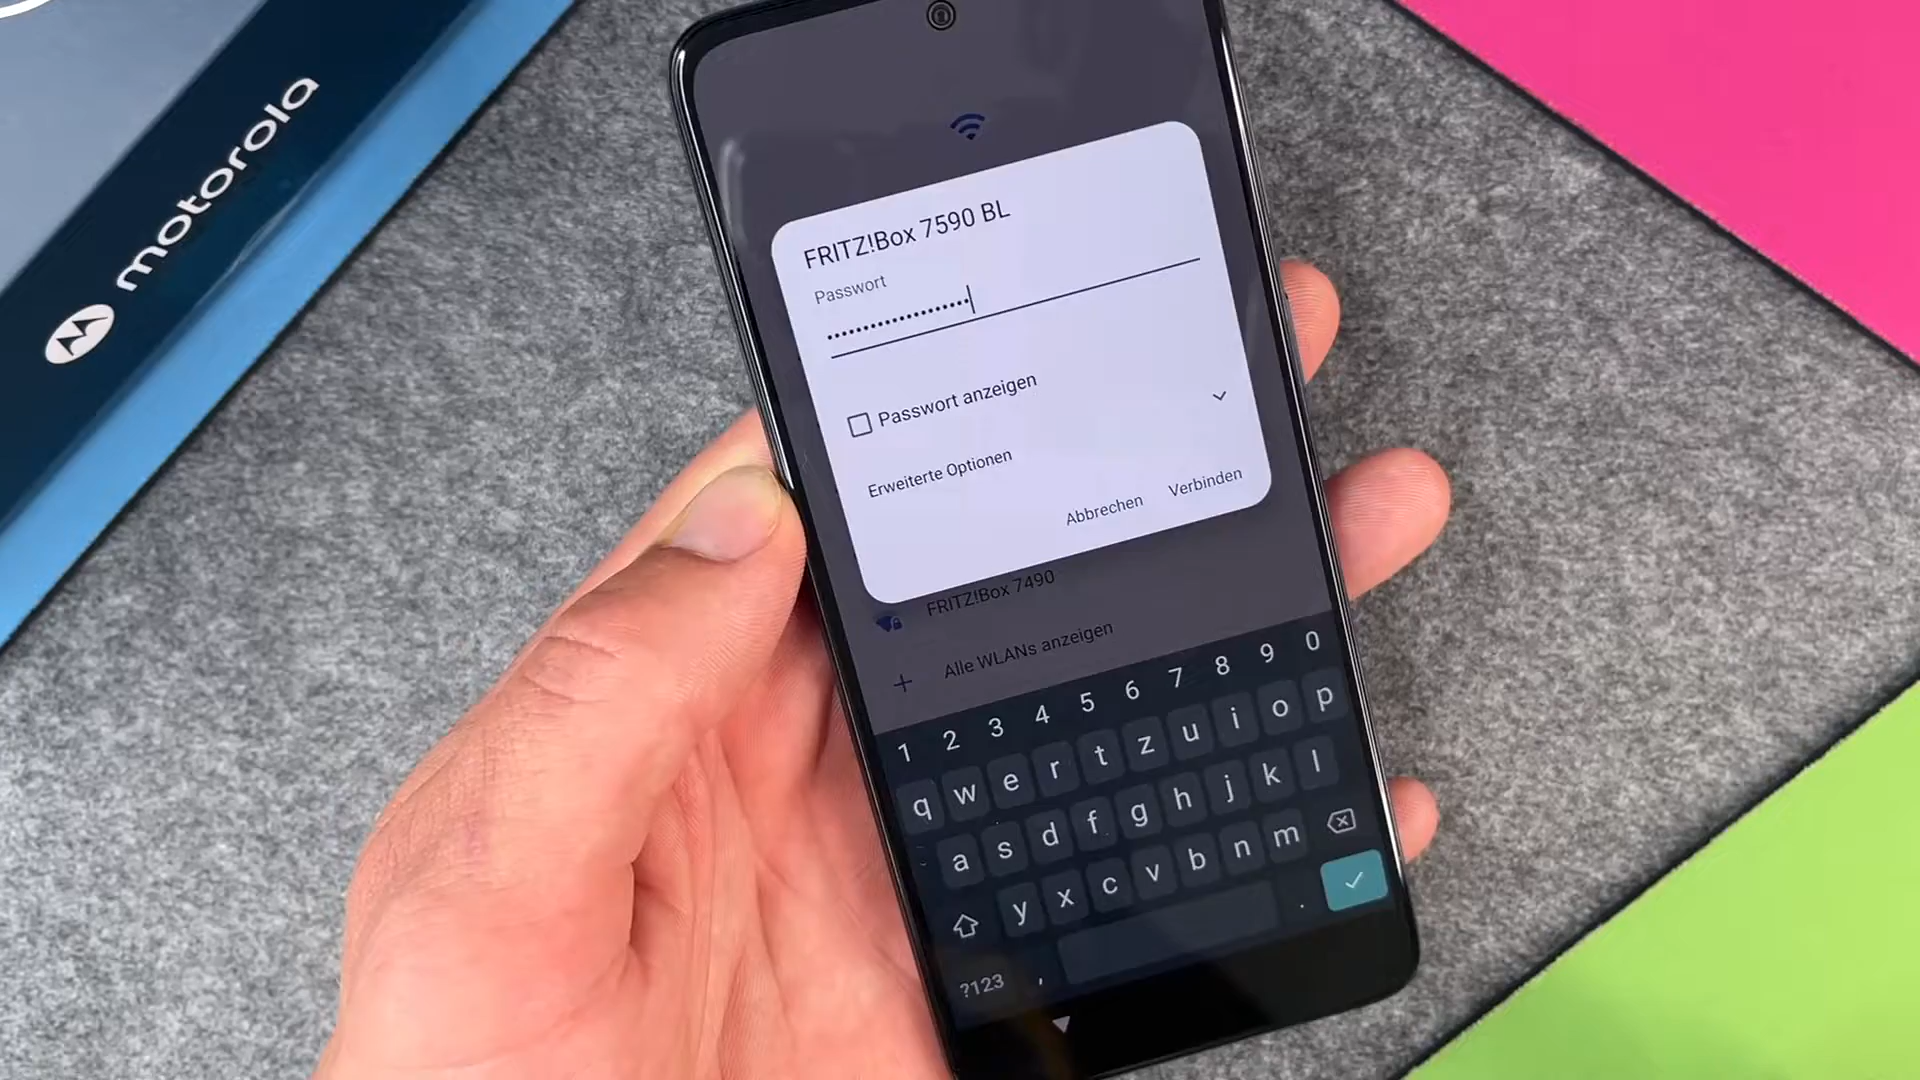 motorola
FRITZ!Box 7590 BL
Passwort
••••••••••••••••••••
Passwort anzeigen
Erweiterte Optionen
Abbrechen Verbinden
FRITZ!Box 7490
Alle WLANs anzeigen
1 2 3 4 5 6 7 8 9 0
q w e r t z u i o p
a s d f g h j k l
y x c v b n m
?123 , .